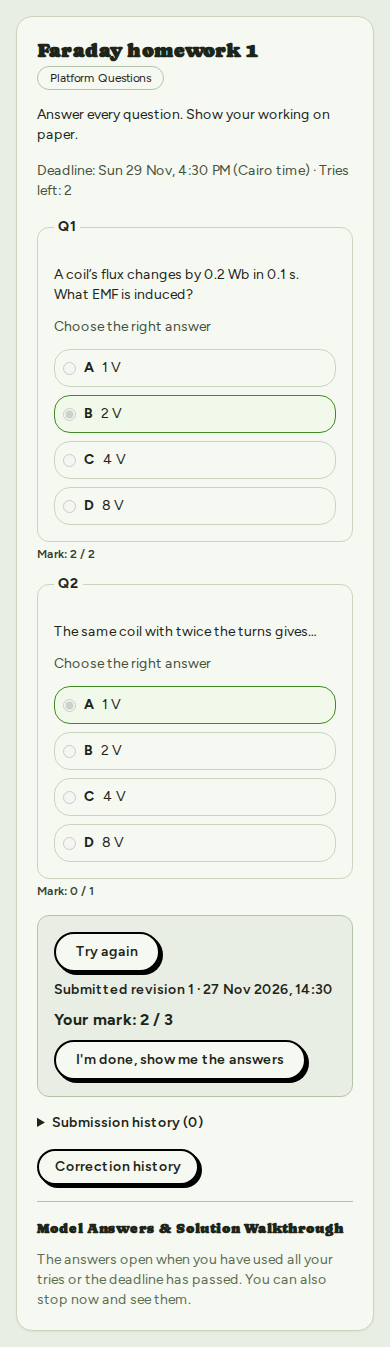 Faraday homework 1
Platform Questions
Answer every question. Show your working on
paper.
Deadline: Sun 29 Nov, 4:30 PM (Cairo time) · Tries
left: 2
Q1
A coil’s flux changes by 0.2 Wb in 0.1 s.
What EMF is induced?
Choose the right answer
A 1 V
B 2 V
C 4 V
D 8 V
Mark: 2 / 2
Q2
The same coil with twice the turns gives…
Choose the right answer
A 1 V
B 2 V
C 4 V
D 8 V
Mark: 0 / 1
Try again
Submitted revision 1 · 27 Nov 2026, 14:30
Your mark: 2 / 3
I'm done, show me the answers
Submission history (0)
Correction history
Model Answers & Solution Walkthrough
The answers open when you have used all your
tries or the deadline has passed. You can also
stop now and see them.